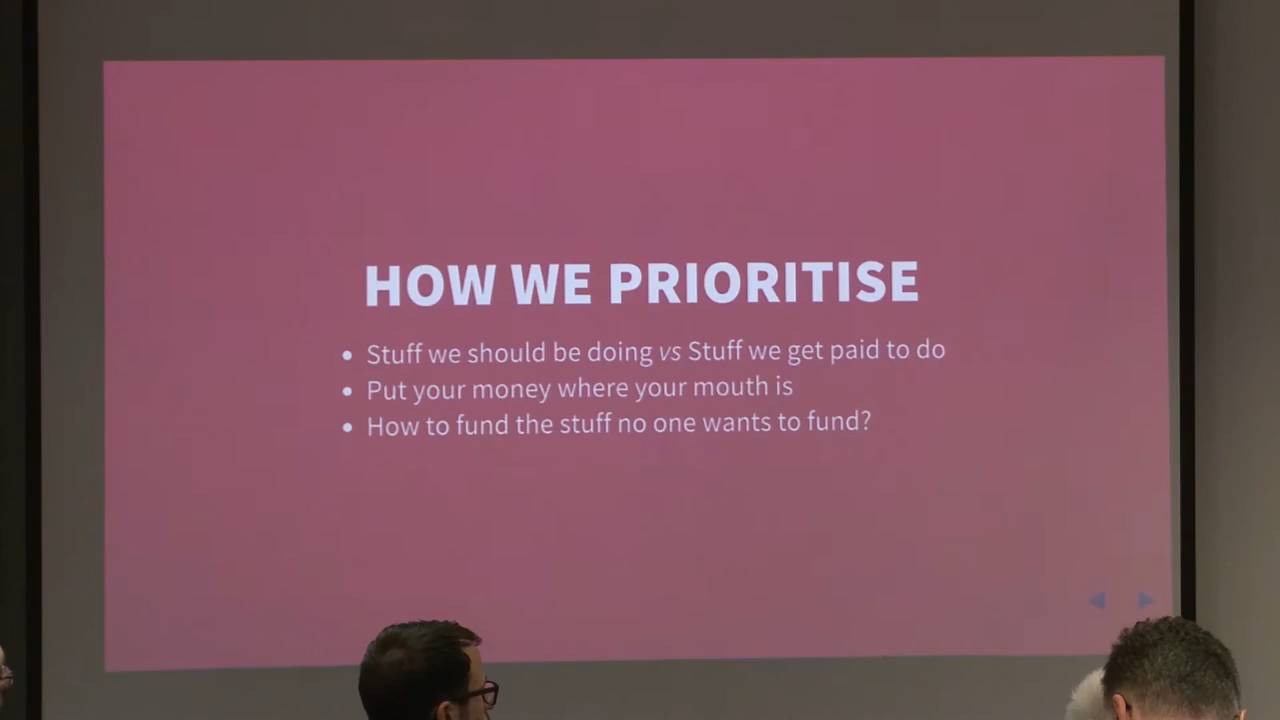 HOW WE PRIORITISE
Stuff we should be doing vs Stuff we get paid to do
Put your money where your mouth is
How to fund the stuff no one wants to fund?